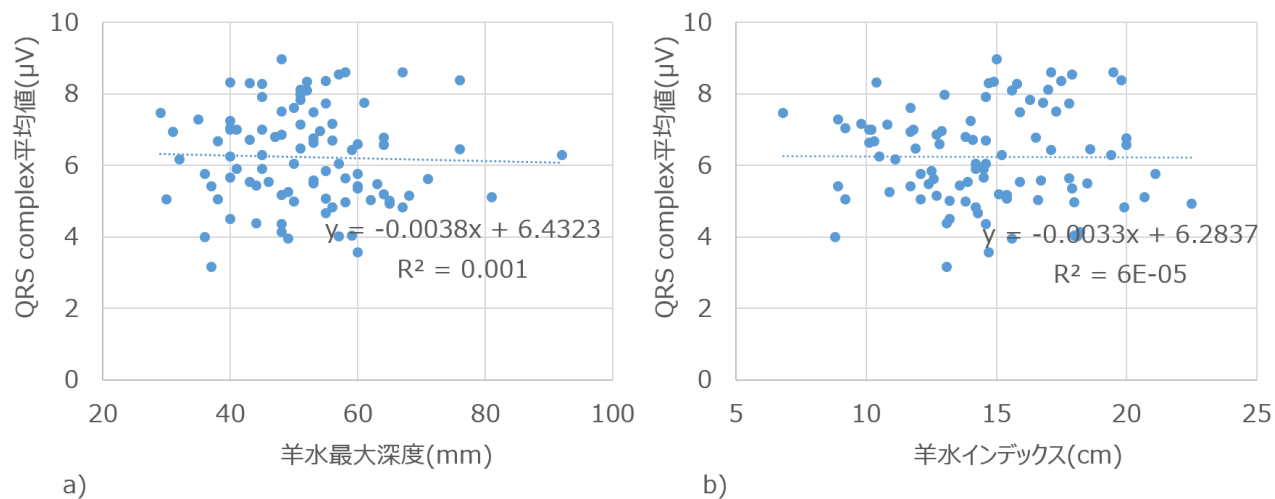 QRS complex平均値(μV)
10
8
6
4
2
0
y = -0.0038x + 6.4323
R² = 0.001
20 40 60 80 100
羊水最大深度(mm)
a)
QRS complex平均値(μV)
10
8
6
4
2
0
y = -0.0033x + 6.2837
R² = 6E-05
5 10 15 20 25
羊水インデックス(cm)
b)